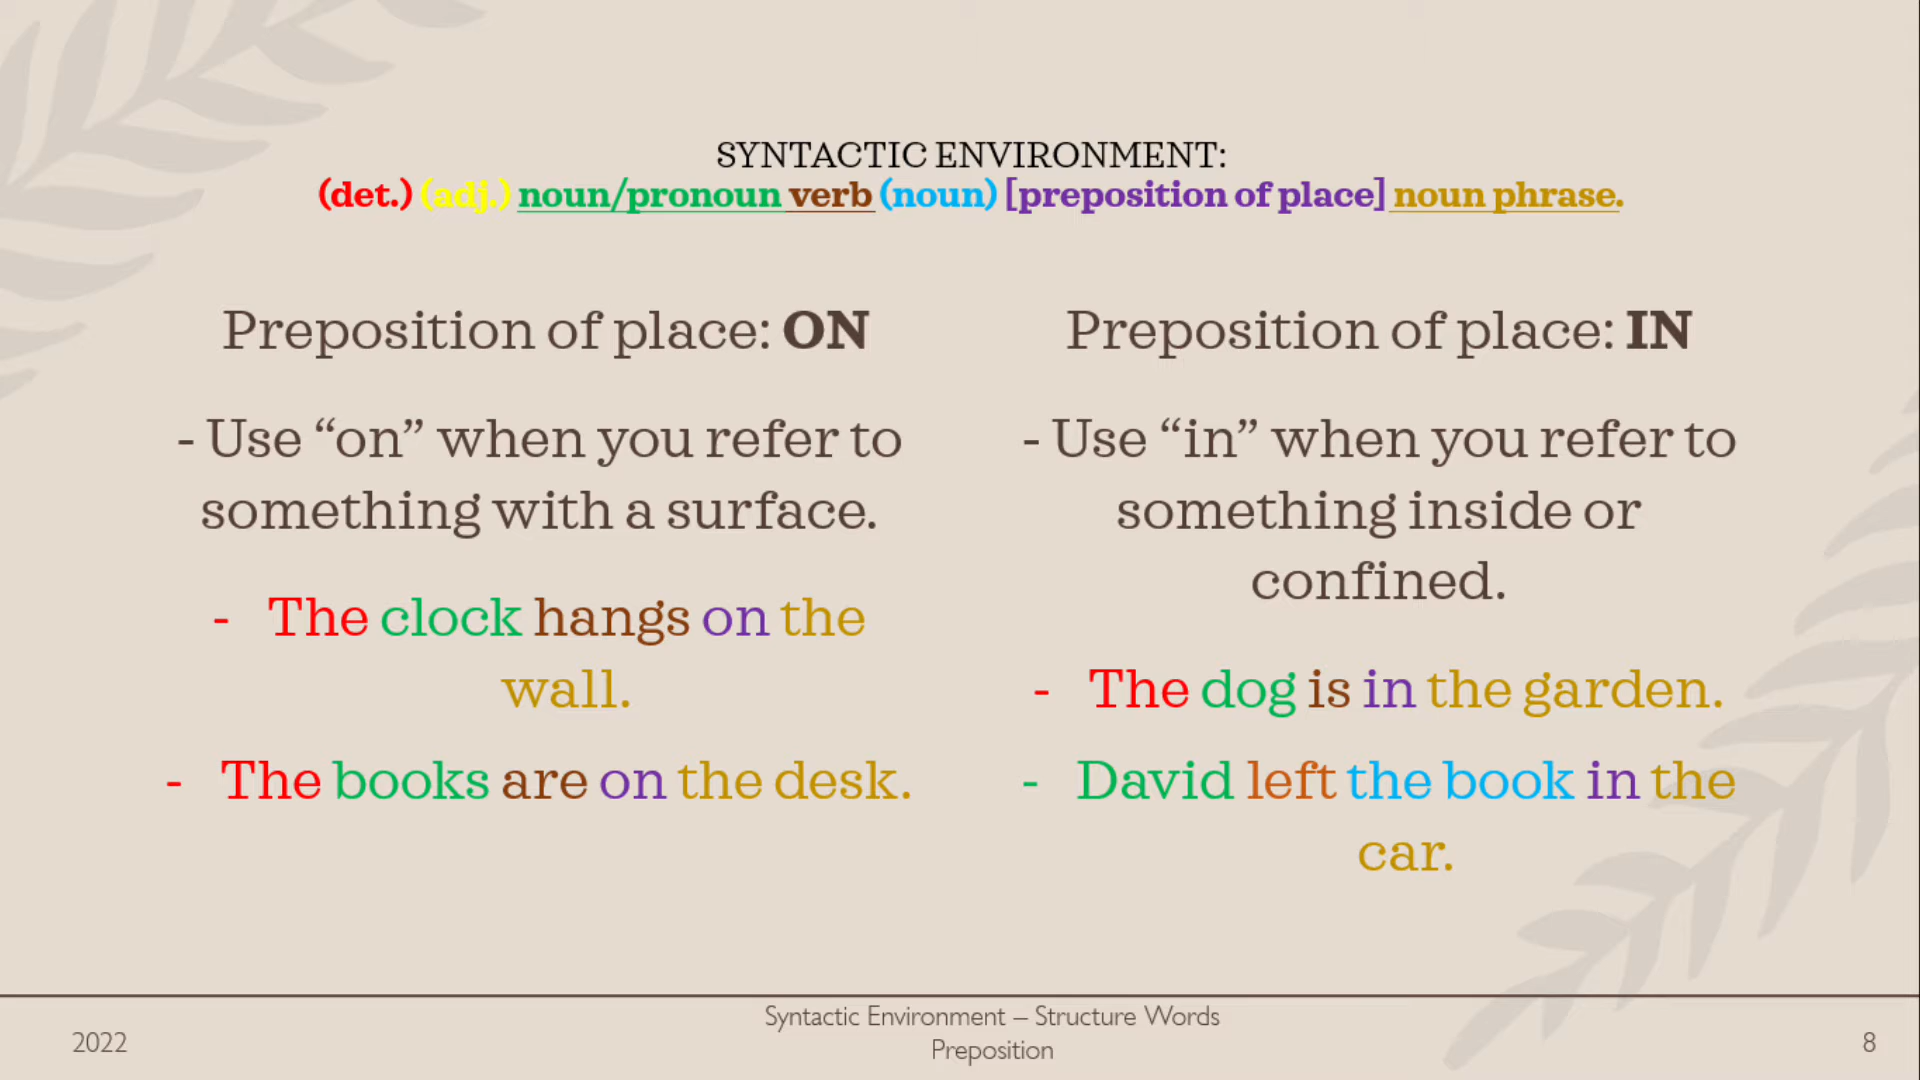 SYNTACTIC ENVIRONMENT:
(det.) (adj.) noun/pronoun verb (noun) [preposition of place] noun phrase.
Preposition of place: ON
- Use “on” when you refer to
something with a surface.
- The clock hangs on the
wall.
- The books are on the desk.
Preposition of place: IN
- Use “in” when you refer to
something inside or
confined.
- The dog is in the garden.
- David left the book in the
car.
2022
Syntactic Environment – Structure Words
Preposition
8